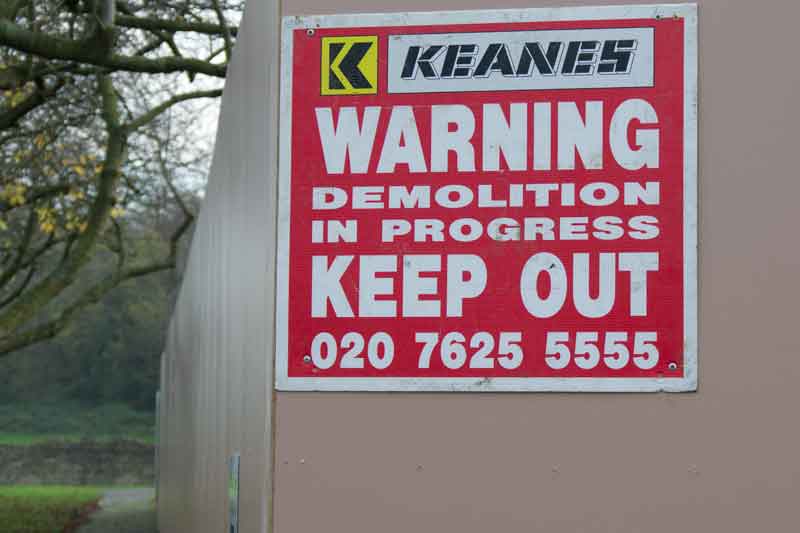 K KEANES
WARNING
DEMOLITION
IN PROGRESS
KEEP OUT
020 7625 5555